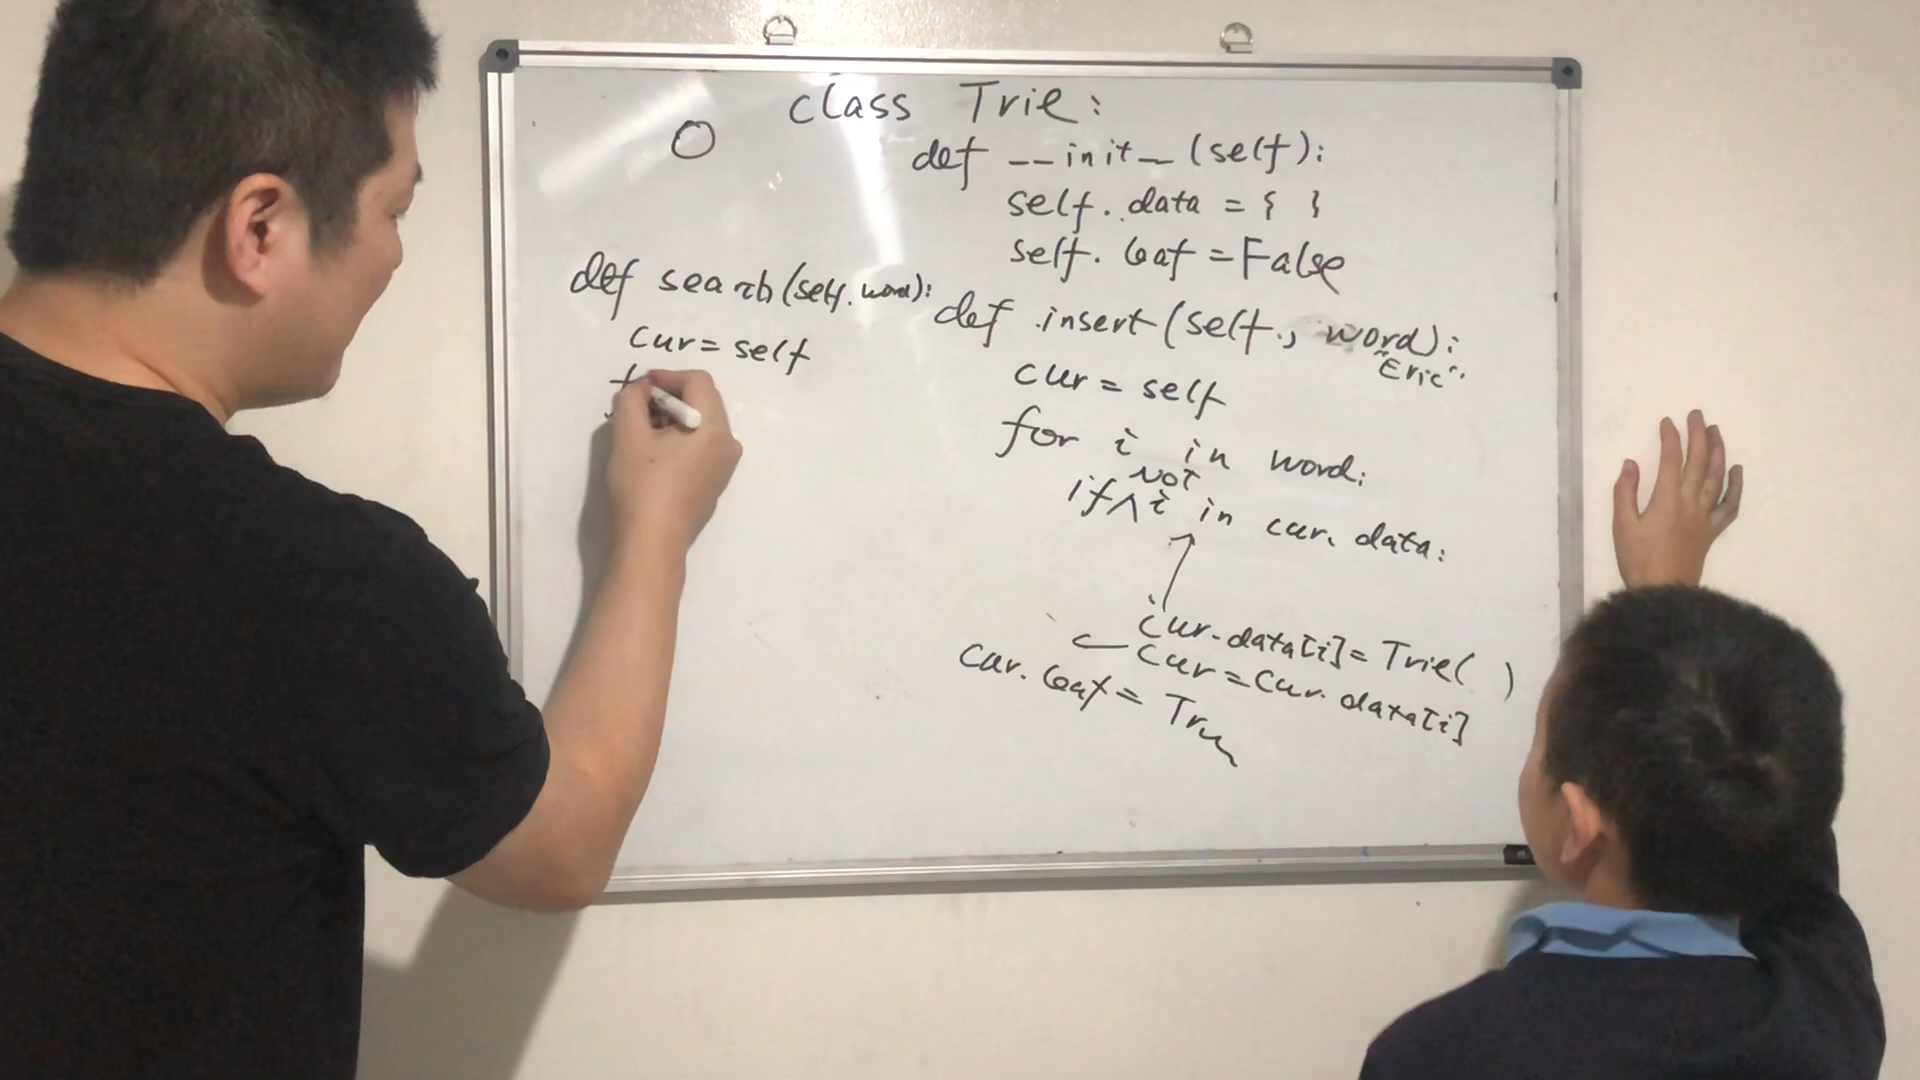 O
class Trie:
def __init_(self):
self. data = { }
self. leaf = False
def search(self. word):
cur = self
f
def insert(self., word):
"Eric"
cur = self
for i in word:
if ^ i in cur. data:
NOT
cur.data[i] = Trie( )
cur = cur. data[i]
cur. leaf = Tru